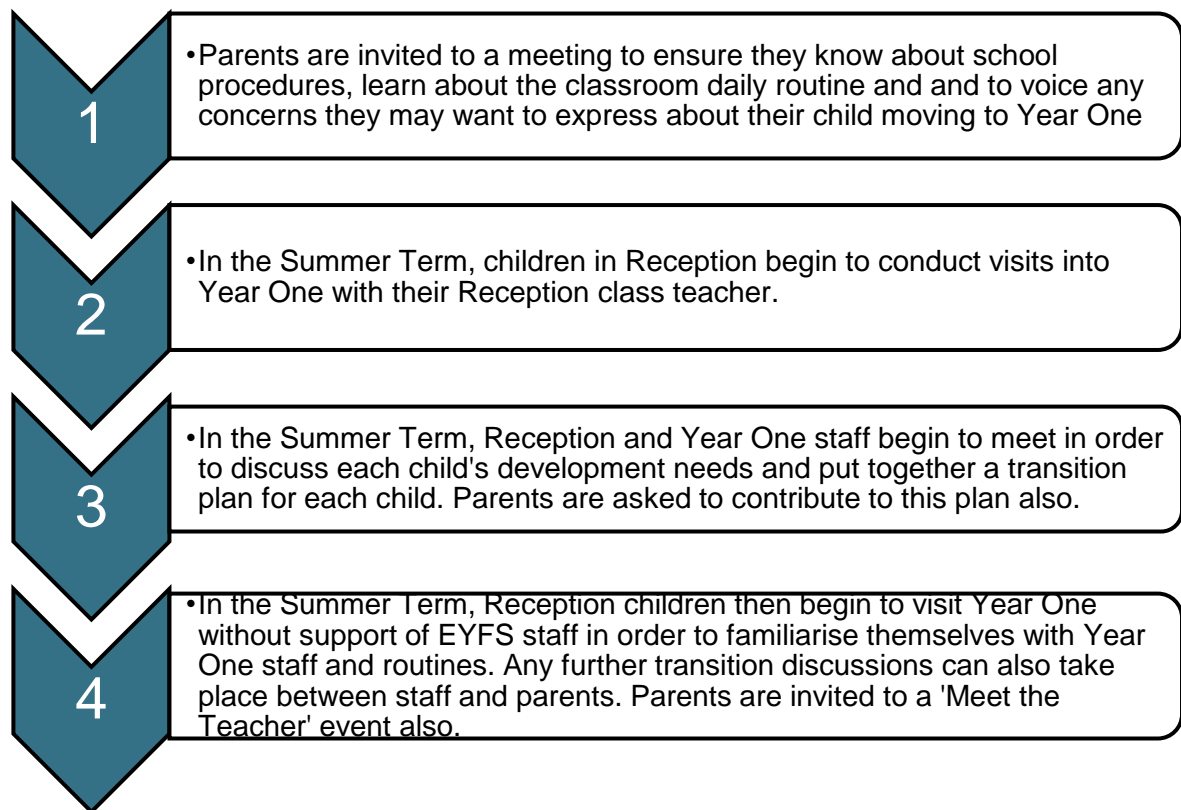 1
•Parents are invited to a meeting to ensure they know about school
procedures, learn about the classroom daily routine and and to voice any
concerns they may want to express about their child moving to Year One
2
•In the Summer Term, children in Reception begin to conduct visits into
Year One with their Reception class teacher.
3
•In the Summer Term, Reception and Year One staff begin to meet in order
to discuss each child's development needs and put together a transition
plan for each child. Parents are asked to contribute to this plan also.
4
•In the Summer Term, Reception children then begin to visit Year One
without support of EYFS staff in order to familiarise themselves with Year
One staff and routines. Any further transition discussions can also take
place between staff and parents. Parents are invited to a 'Meet the
Teacher' event also.